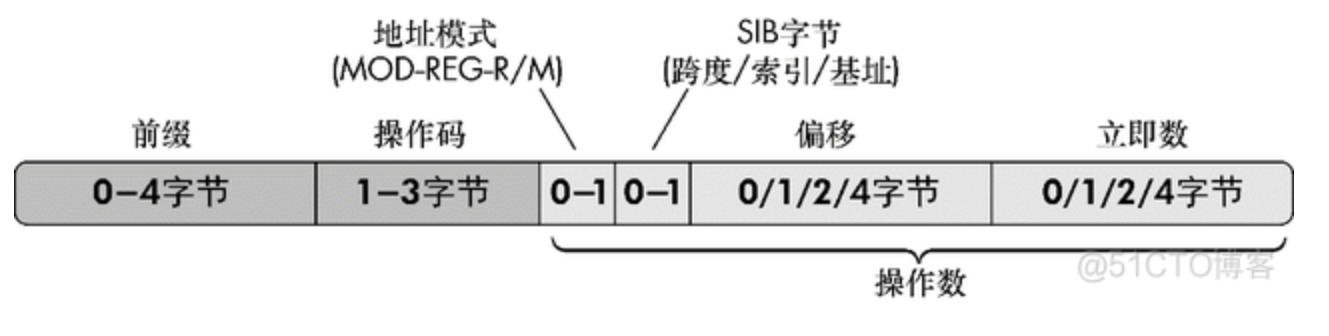 地址模式
(MOD-REG-R/M)
SIB字节
(跨度/索引/基址)
前缀
操作码
偏移
立即数
0–4字节
1–3字节
0–1
0–1
0/1/2/4字节
0/1/2/4字节
操作数
@51CTO博客